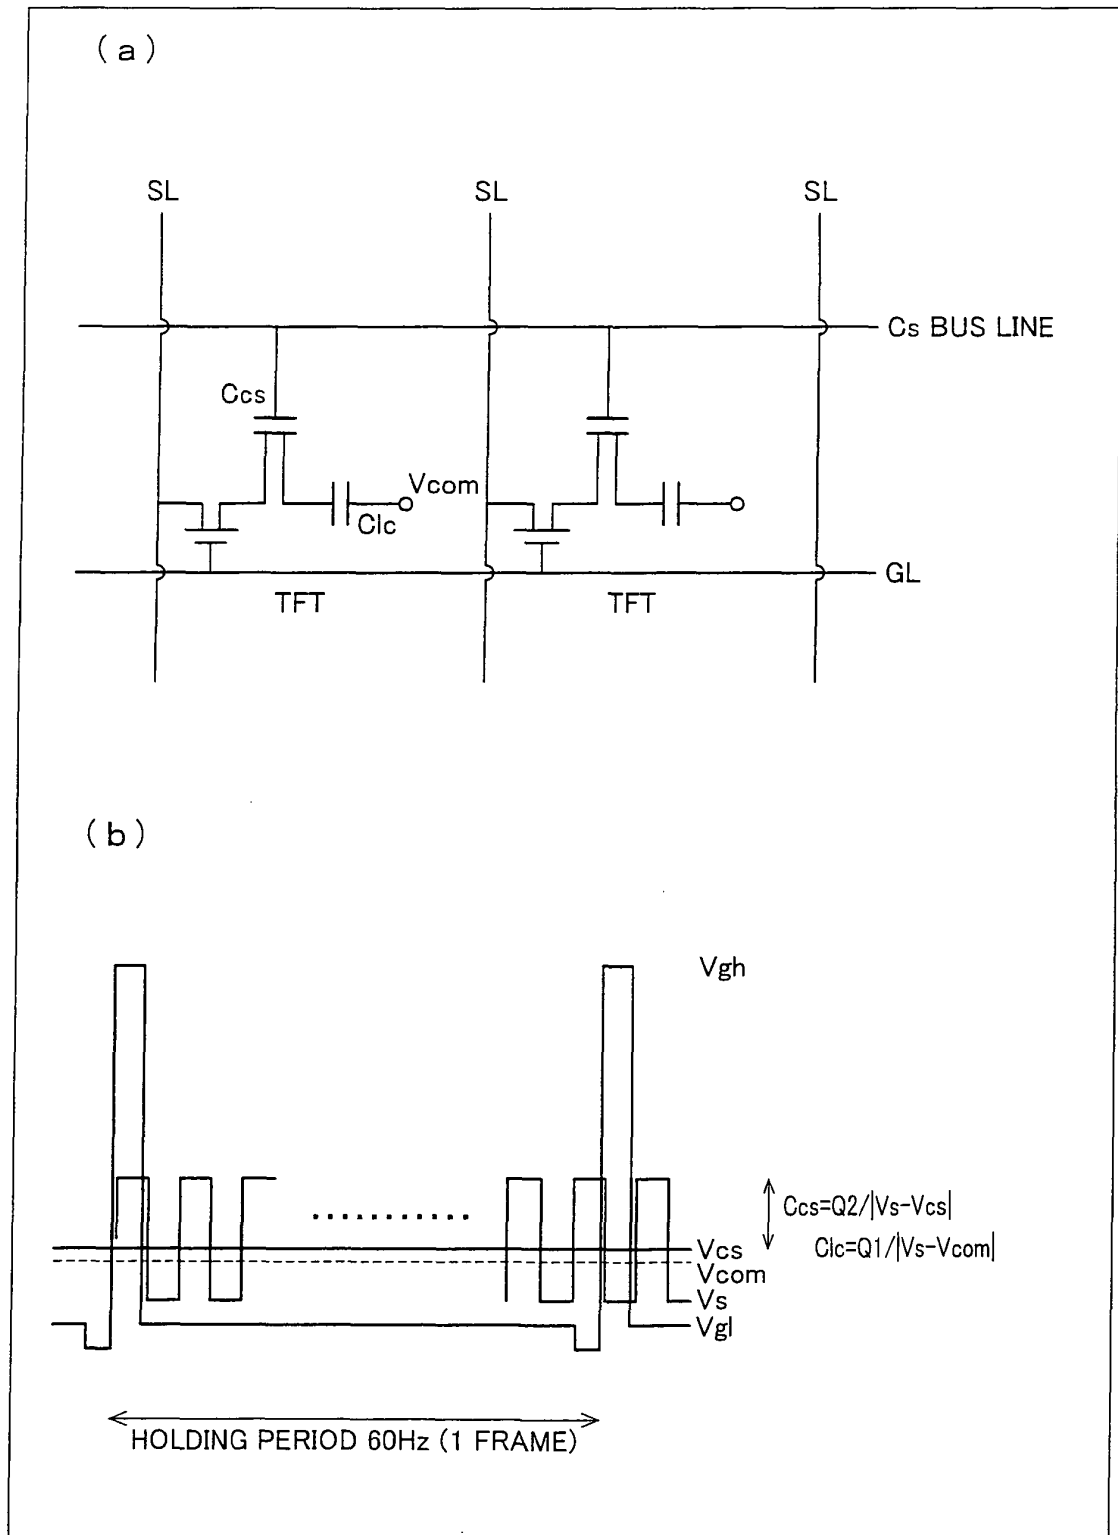 (a)
SL SL SL
Cs BUS LINE
Ccs
Vcom
Clc
GL
TFT TFT
(b)
Vgh
Ccs=Q2/|Vs-Vcs|
Clc=Q1/|Vs-Vcom|
Vcs
Vcom
Vs
Vgl
HOLDING PERIOD 60Hz (1 FRAME)